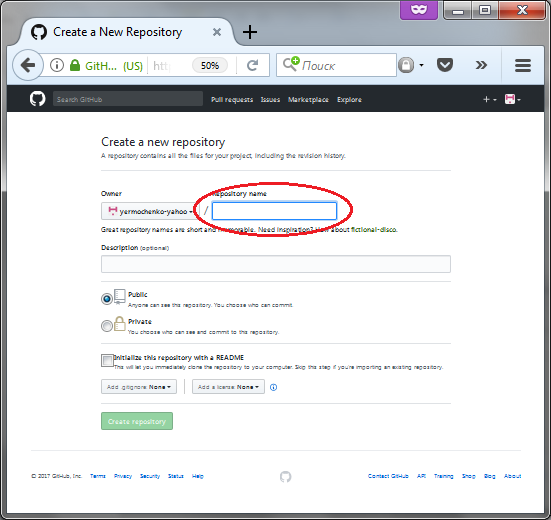 Create a New Repository
GitH... (US)
50%
Поиск
Search GitHub
Pull requests Issues Marketplace Explore
Create a new repository
A repository contains all the files for your project, including the revision history.
Owner
Repository name
yermochenko-yahoo /
Great repository names are short and memorable. Need inspiration? How about fictional-disco.
Description (optional)
Public
Anyone can see this repository. You choose who can commit.
Private
You choose who can see and commit to this repository.
Initialize this repository with a README
This will let you immediately clone the repository to your computer. Skip this step if you're importing an existing repository.
Add .gitignore: None
Add a license: None
Create repository
© 2017 GitHub, Inc. Terms Privacy Security Status Help
Contact GitHub API Training Shop Blog About